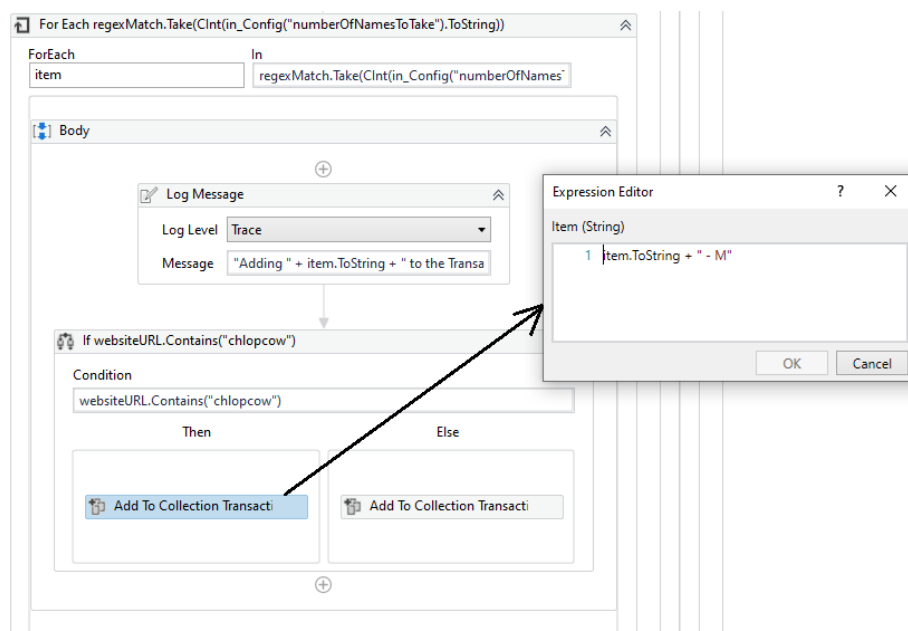 For Each regexMatch.Take(CInt(in_Config("numberOfNamesToTake").ToString))
ForEach
In
item
regexMatch.Take(CInt(in_Config("numberOfNames
Body
Log Message
Log Level
Trace
Message
"Adding " + item.ToString + " to the Transa
Expression Editor
?
Item (String)
1 item.ToString + " - M"
OK
Cancel
If websiteURL.Contains("chlopcow")
Condition
websiteURL.Contains("chlopcow")
Then
Else
Add To Collection Transacti
Add To Collection Transacti